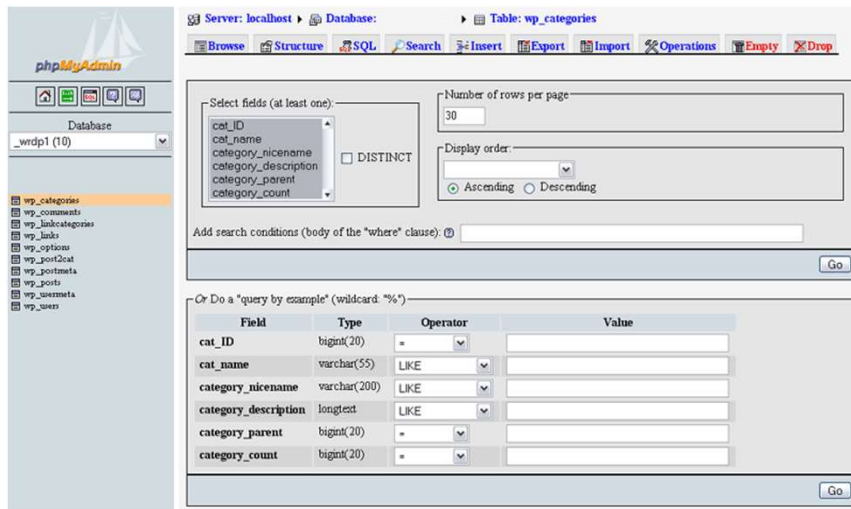 phpMyAdmin
Database
_wrdp1 (10)
wp_categories
wp_comments
wp_linkcategories
wp_links
wp_options
wp_post2cat
wp_postmeta
wp_posts
wp_usermeta
wp_users
Server: localhost ▸ Database: ▸ Table: wp_categories
Browse Structure SQL Search Insert Export Import Operations Empty Drop
Select fields (at least one):
cat_ID
cat_name
category_nicename
category_description
category_parent
category_count
DISTINCT
Number of rows per page
30
Display order:
Ascending Descending
Add search conditions (body of the "where" clause):
Go
Or Do a "query by example" (wildcard: "%")
Field Type Operator Value
cat_ID bigint(20) =
cat_name varchar(55) LIKE
category_nicename varchar(200) LIKE
category_description longtext LIKE
category_parent bigint(20) =
category_count bigint(20) =
Go